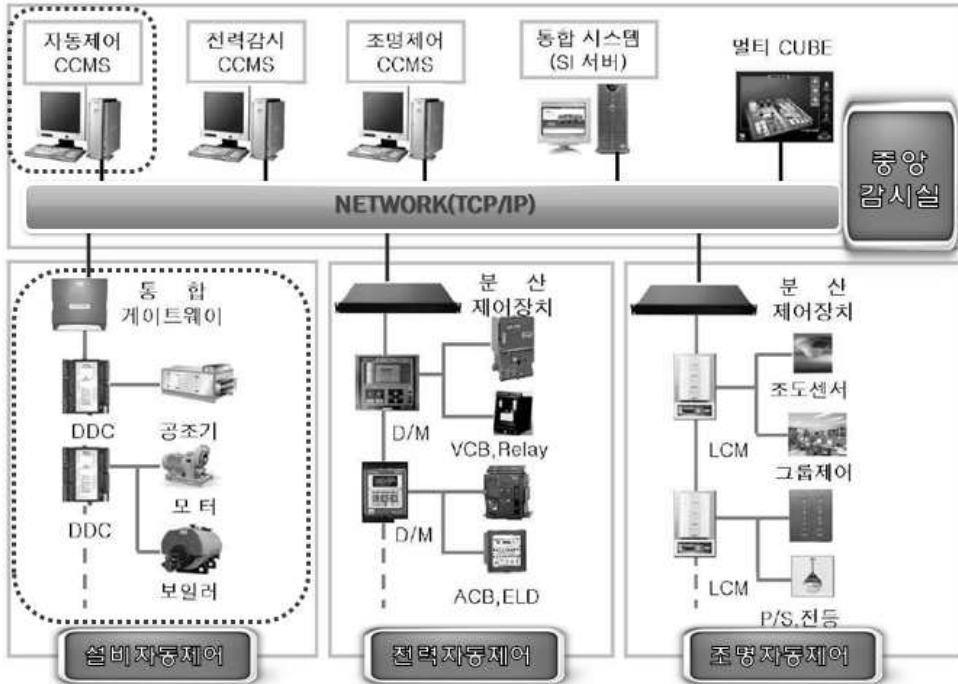 자동제어
CCMS
전력감시
CCMS
조명제어
CCMS
통합 시스템
(SI 서버)
멀티 CUBE
중앙
감시실
NETWORK(TCP/IP)
통 합
게이트웨이
DDC
공조기
DDC
모 터
보일러
설비자동제어
분 산
제어장치
D/M
VCB,Relay
D/M
ACB,ELD
전력자동제어
분 산
제어장치
조도센서
LCM
그룹제어
LCM
P/S,전등
조명자동제어